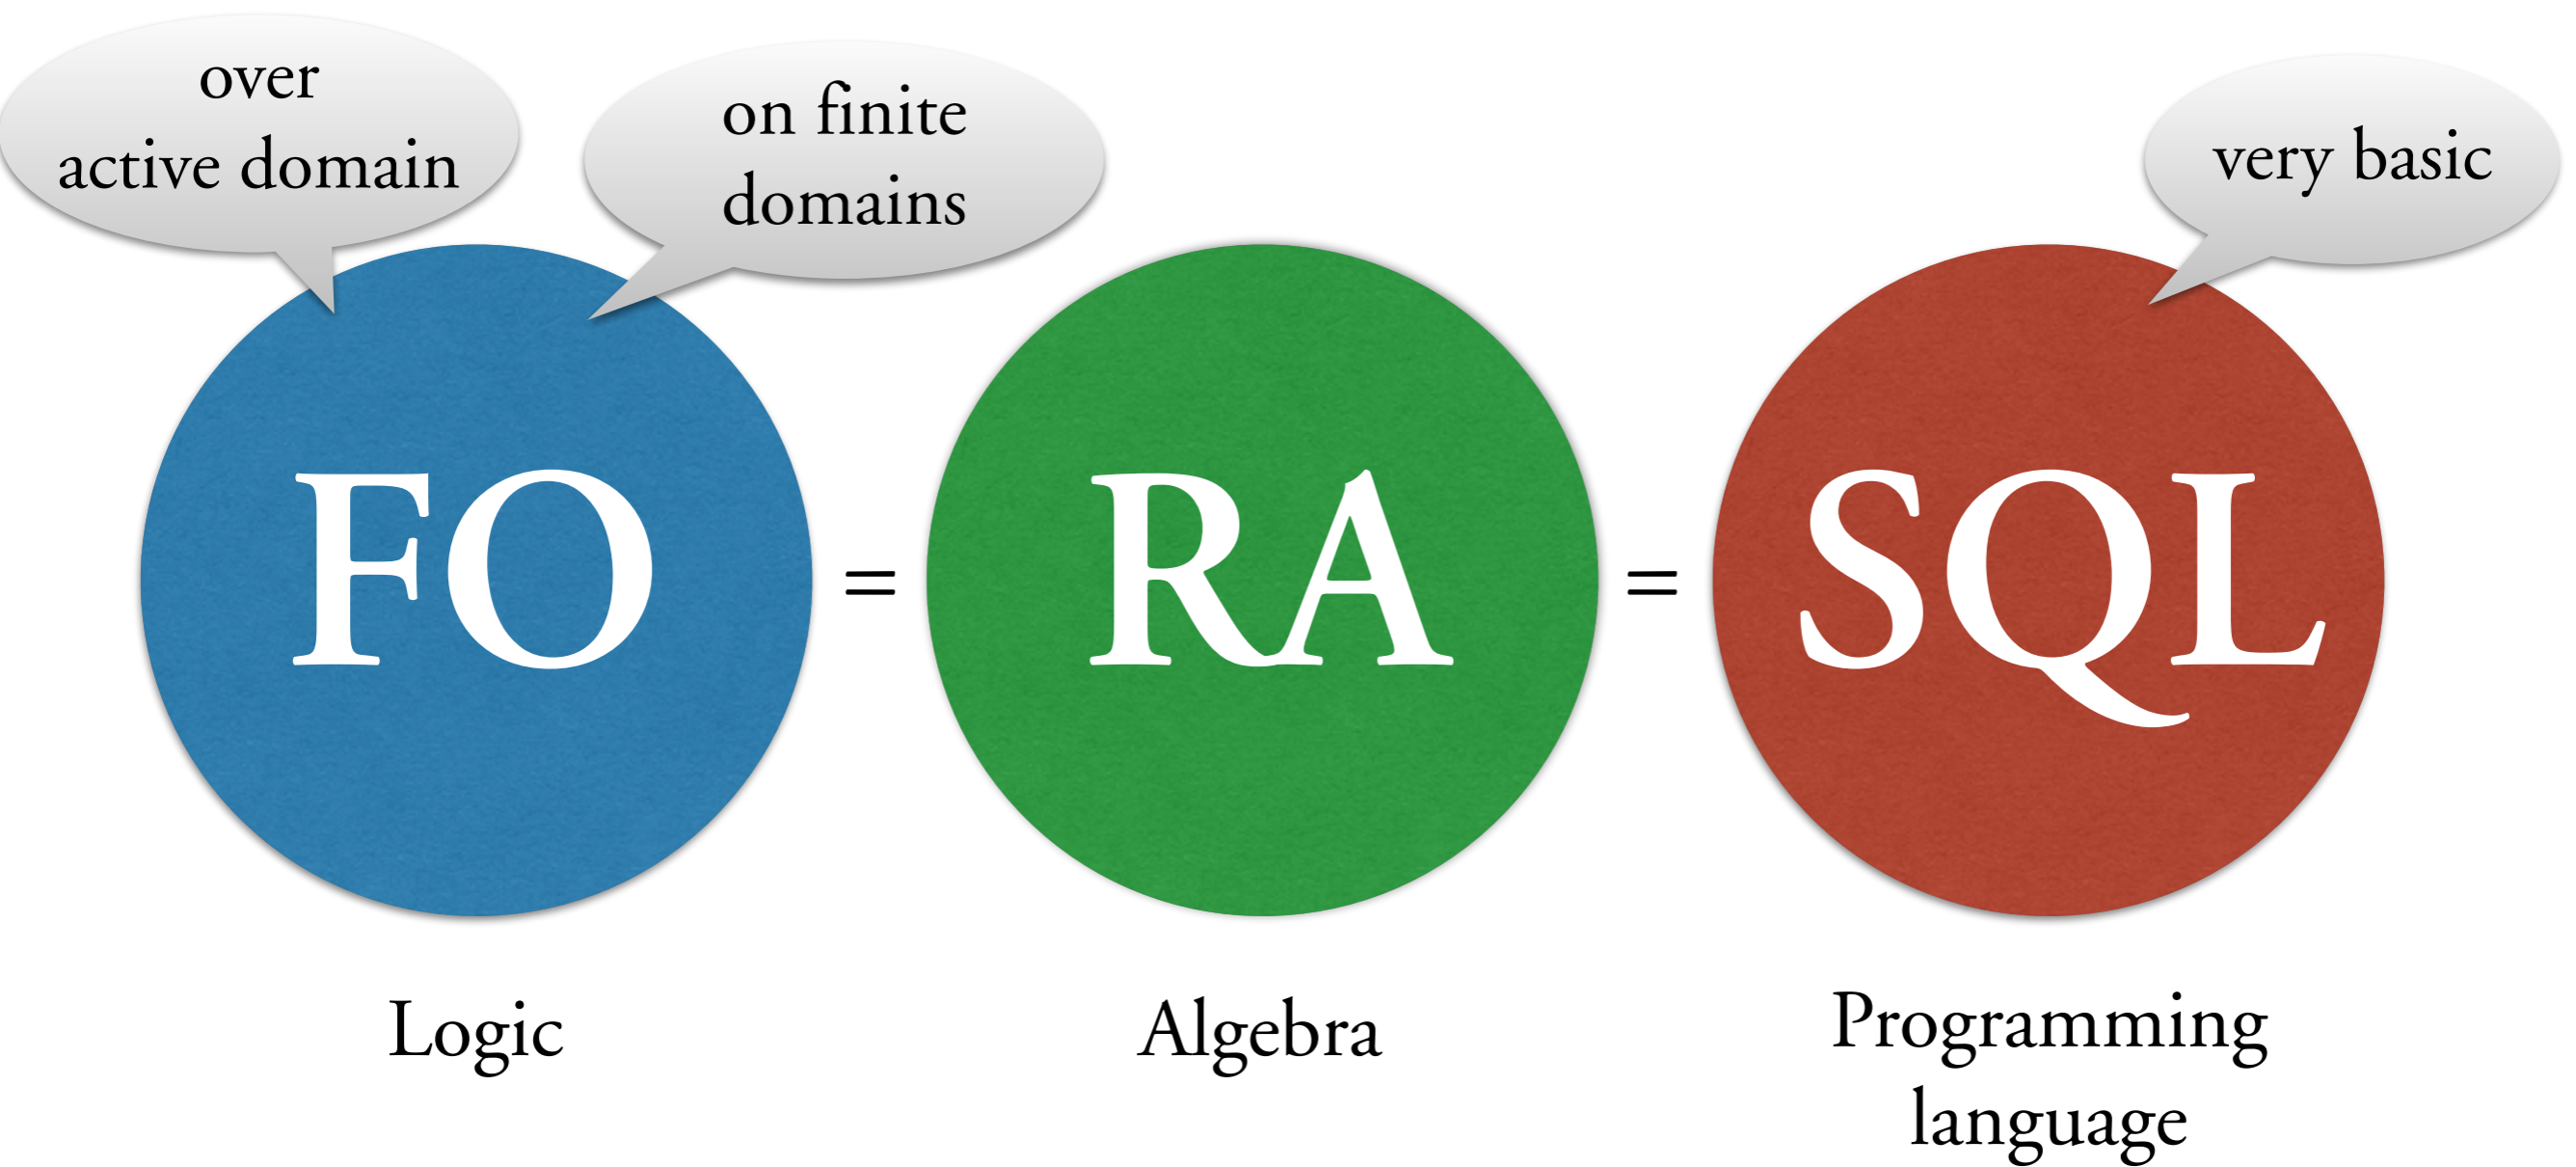 over
active domain
on finite
domains
very basic
FO
=
RA
=
SQL
Logic
Algebra
Programming
language